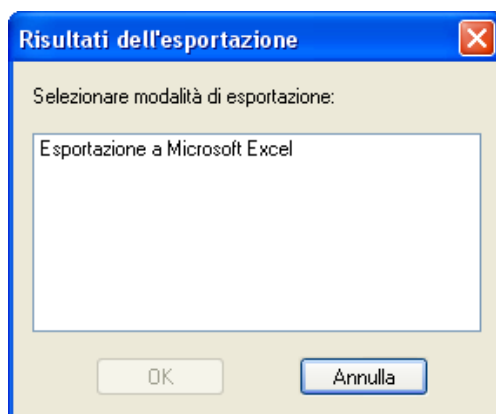 Risultati dell'esportazione
Selezionare modalità di esportazione:
Esportazione a Microsoft Excel
OK
Annulla